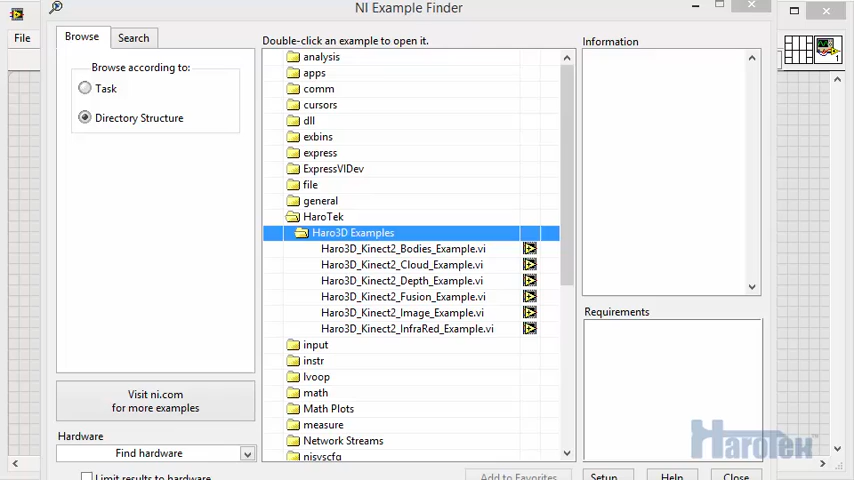 NI Example Finder
File
Browse
Search
Double-click an example to open it.
Information
Browse according to:
Task
Directory Structure
analysis
apps
comm
cursors
dll
exbins
express
ExpressVIDev
file
general
HaroTek
Haro3D Examples
Haro3D_Kinect2_Bodies_Example.vi
Haro3D_Kinect2_Cloud_Example.vi
Haro3D_Kinect2_Depth_Example.vi
Haro3D_Kinect2_Fusion_Example.vi
Haro3D_Kinect2_Image_Example.vi
Haro3D_Kinect2_InfraRed_Example.vi
input
instr
lvoop
math
Math Plots
measure
Network Streams
nisvscfg
Requirements
Visit ni.com
for more examples
Hardware
Find hardware
Limit results to hardware
Add to Favorites
Setup...
Help
Close
HaroTek™
1